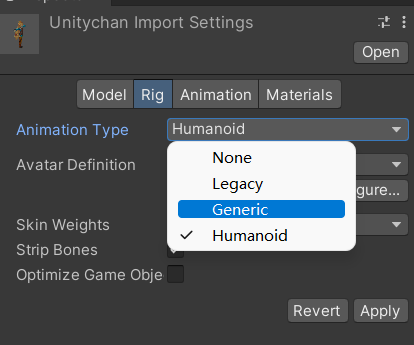 Unitychan Import Settings
Open
Model Rig Animation Materials
Animation Type Humanoid
None
Avatar Definition
Legacy
gure...
Generic
Skin Weights
Humanoid
Strip Bones
Optimize Game Obje
Revert Apply